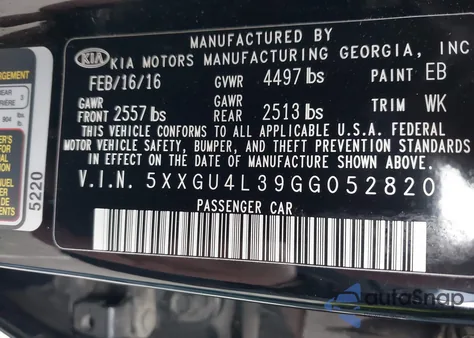 MANUFACTURED BY
KIA KIA MOTORS MANUFACTURING GEORGIA, INC
FEB/16/16 GVWR 4497 lbs PAINT EB
GAWR FRONT 2557 lbs GAWR REAR 2513 lbs TRIM WK
THIS VEHICLE CONFORMS TO ALL APPLICABLE U.S.A. FEDERAL
MOTOR VEHICLE SAFETY, BUMPER, AND THEFT PREVENTION STANDARDS
IN EFFECT ON THE DATE OF MANUFACTURE SHOWN ABOVE.
V.I.N. 5XXGU4L39GG052820
PASSENGER CAR
5220
autoSnap